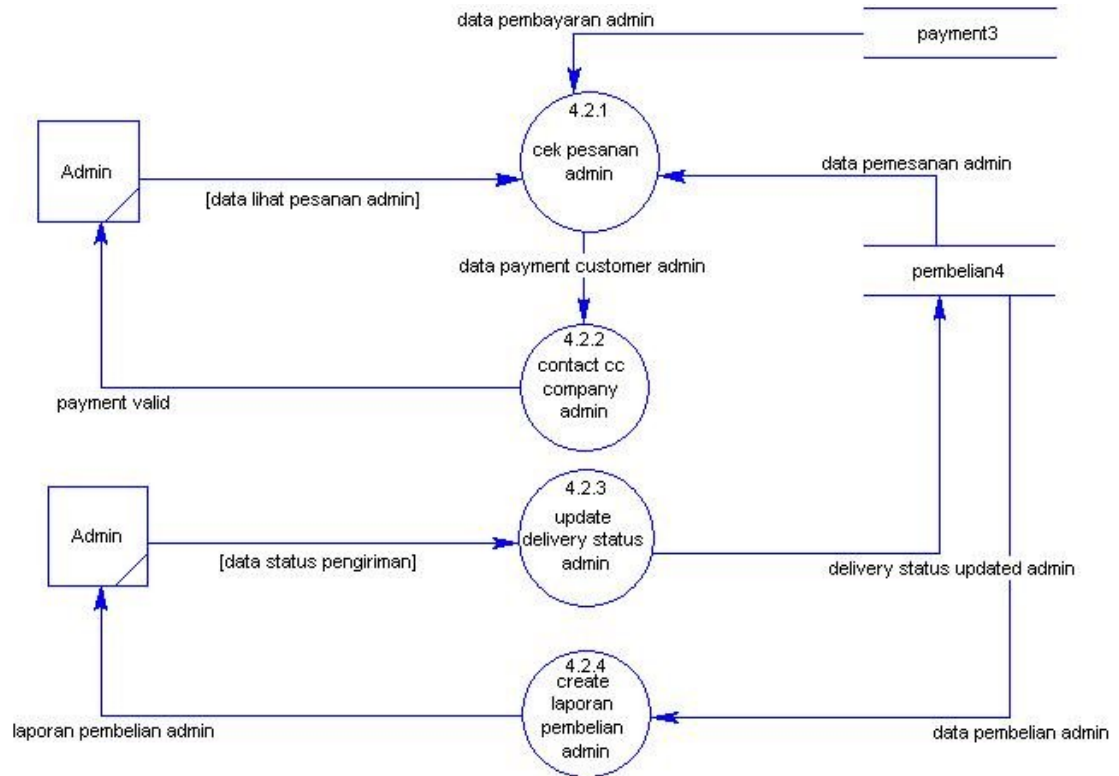 data pembayaran admin
payment3
4.2.1
cek pesanan
admin
Admin
data pemesanan admin
[data lihat pesanan admin]
data payment customer admin
pembelian4
4.2.2
contact cc
company
admin
payment valid
4.2.3
update
delivery status
admin
Admin
[data status pengiriman]
delivery status updated admin
4.2.4
create
laporan
pembelian
admin
laporan pembelian admin
data pembelian admin